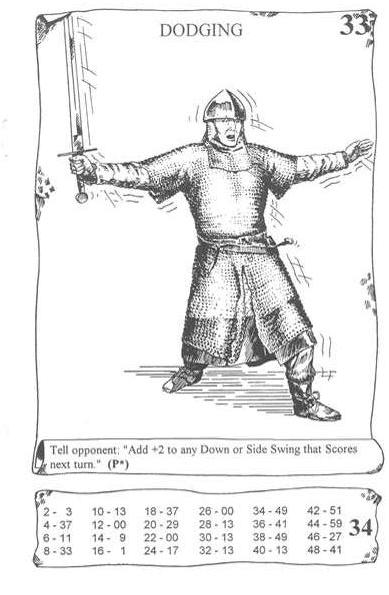 DODGING
33
Tell opponent: "Add +2 to any Down or Side Swing that Scores
next turn." (P*)
2 - 3 10 - 13 18 - 37 26 - 00 34 - 49 42 - 51
4 - 37 12 - 00 20 - 29 28 - 13 36 - 41 44 - 59
6 - 11 14 - 9 22 - 00 30 - 13 38 - 49 46 - 27
8 - 33 16 - 1 24 - 17 32 - 13 40 - 13 48 - 41
34